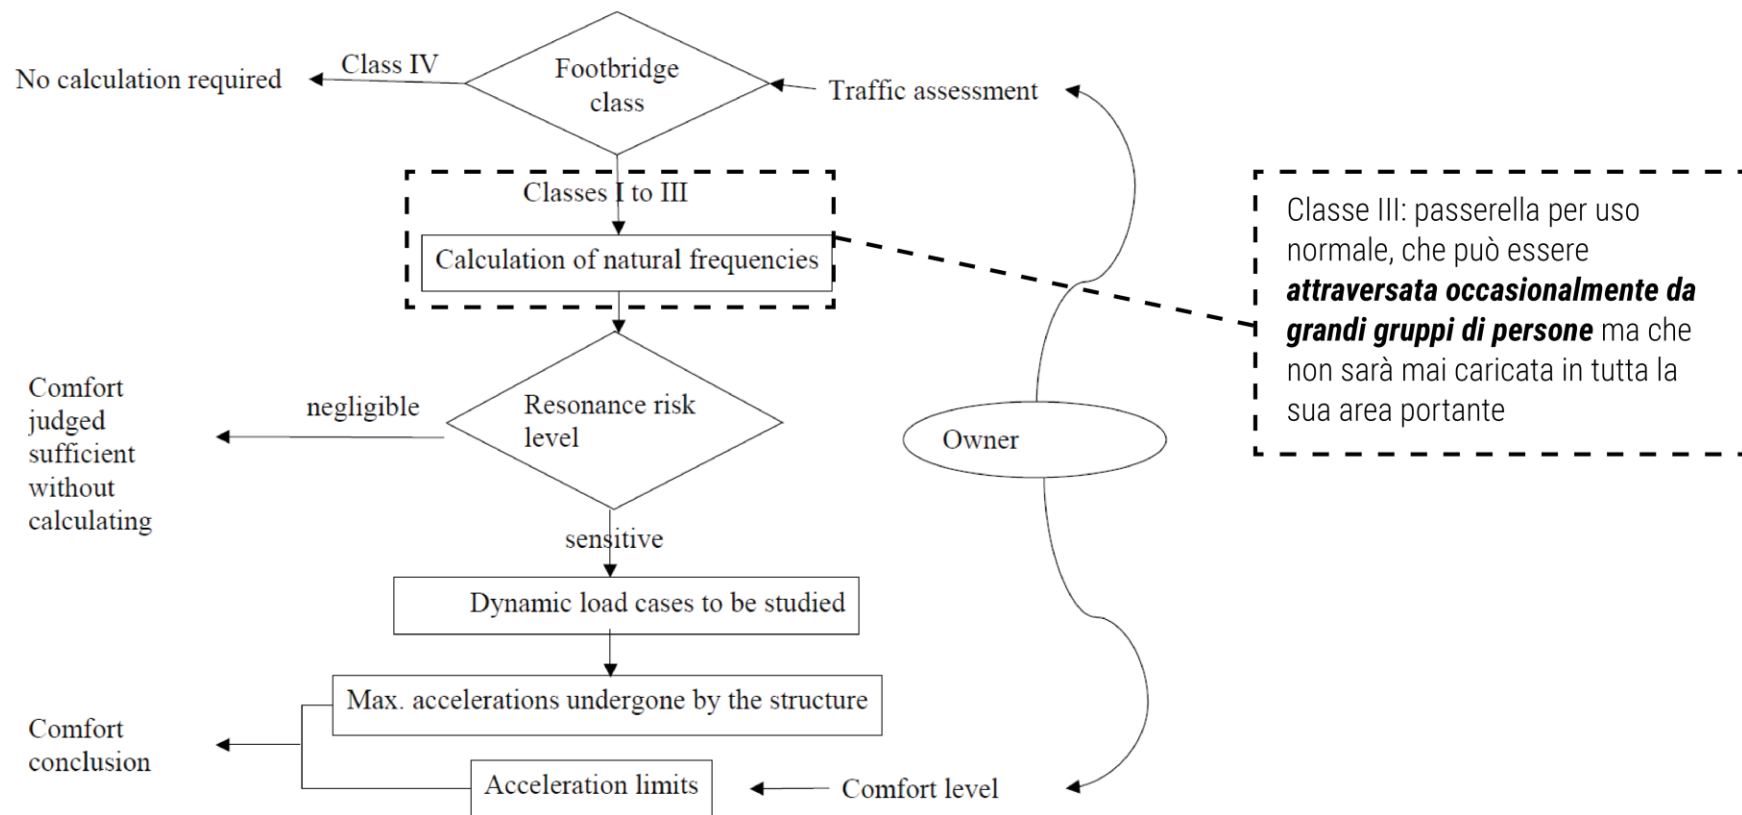 No calculation required
Class IV
Footbridge
class
Traffic assessment
Classes I to III
Calculation of natural frequencies
Classe III: passerella per uso
normale, che può essere
attraversata occasionalmente da
grandi gruppi di persone ma che
non sarà mai caricata in tutta la
sua area portante
Comfort
judged
sufficient
without
calculating
negligible
Resonance risk
level
Owner
sensitive
Dynamic load cases to be studied
Max. accelerations undergone by the structure
Comfort
conclusion
Acceleration limits
Comfort level